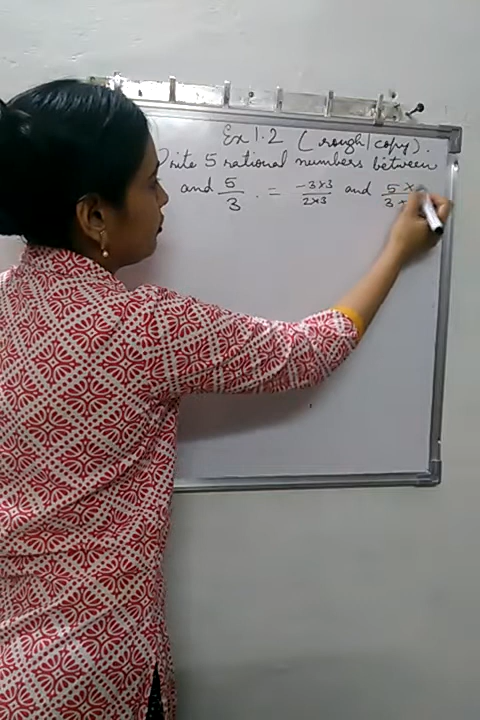 Ex 1.2 (rough/copy).
rite 5 rational numbers between
and 5/3 . = -3×3/2×3 and 5×/3×